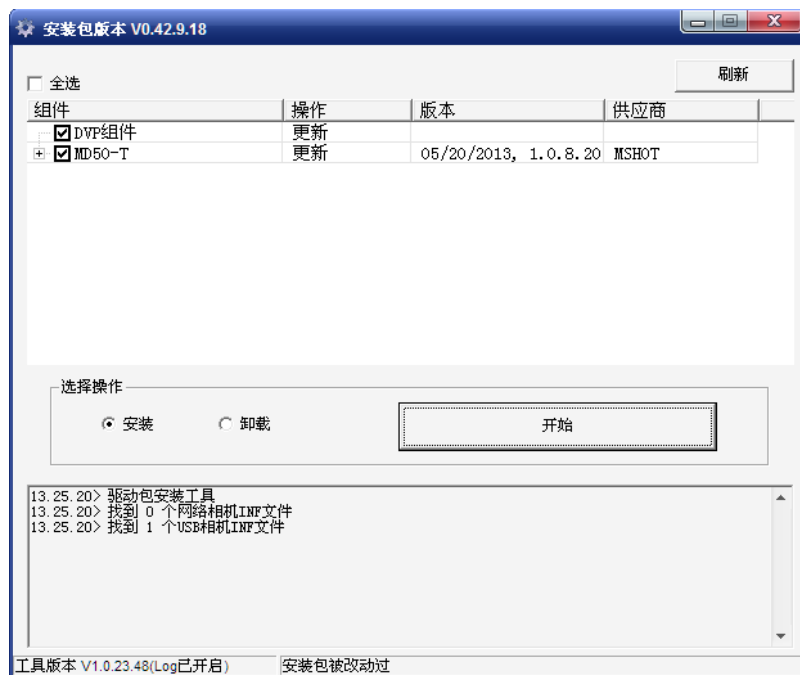 安装包版本 V0.42.9.18
刷新
全选
组件 操作 版本 供应商
DVP组件 更新
MD50-T 更新 05/20/2013, 1.0.8.20 MSHOT
选择操作
安装 卸载 开始
13.25.20> 驱动包安装工具
13.25.20> 找到 0 个网络相机INF文件
13.25.20> 找到 1 个USB相机INF文件
工具版本 V1.0.23.48(Log已开启) 安装包被改动过